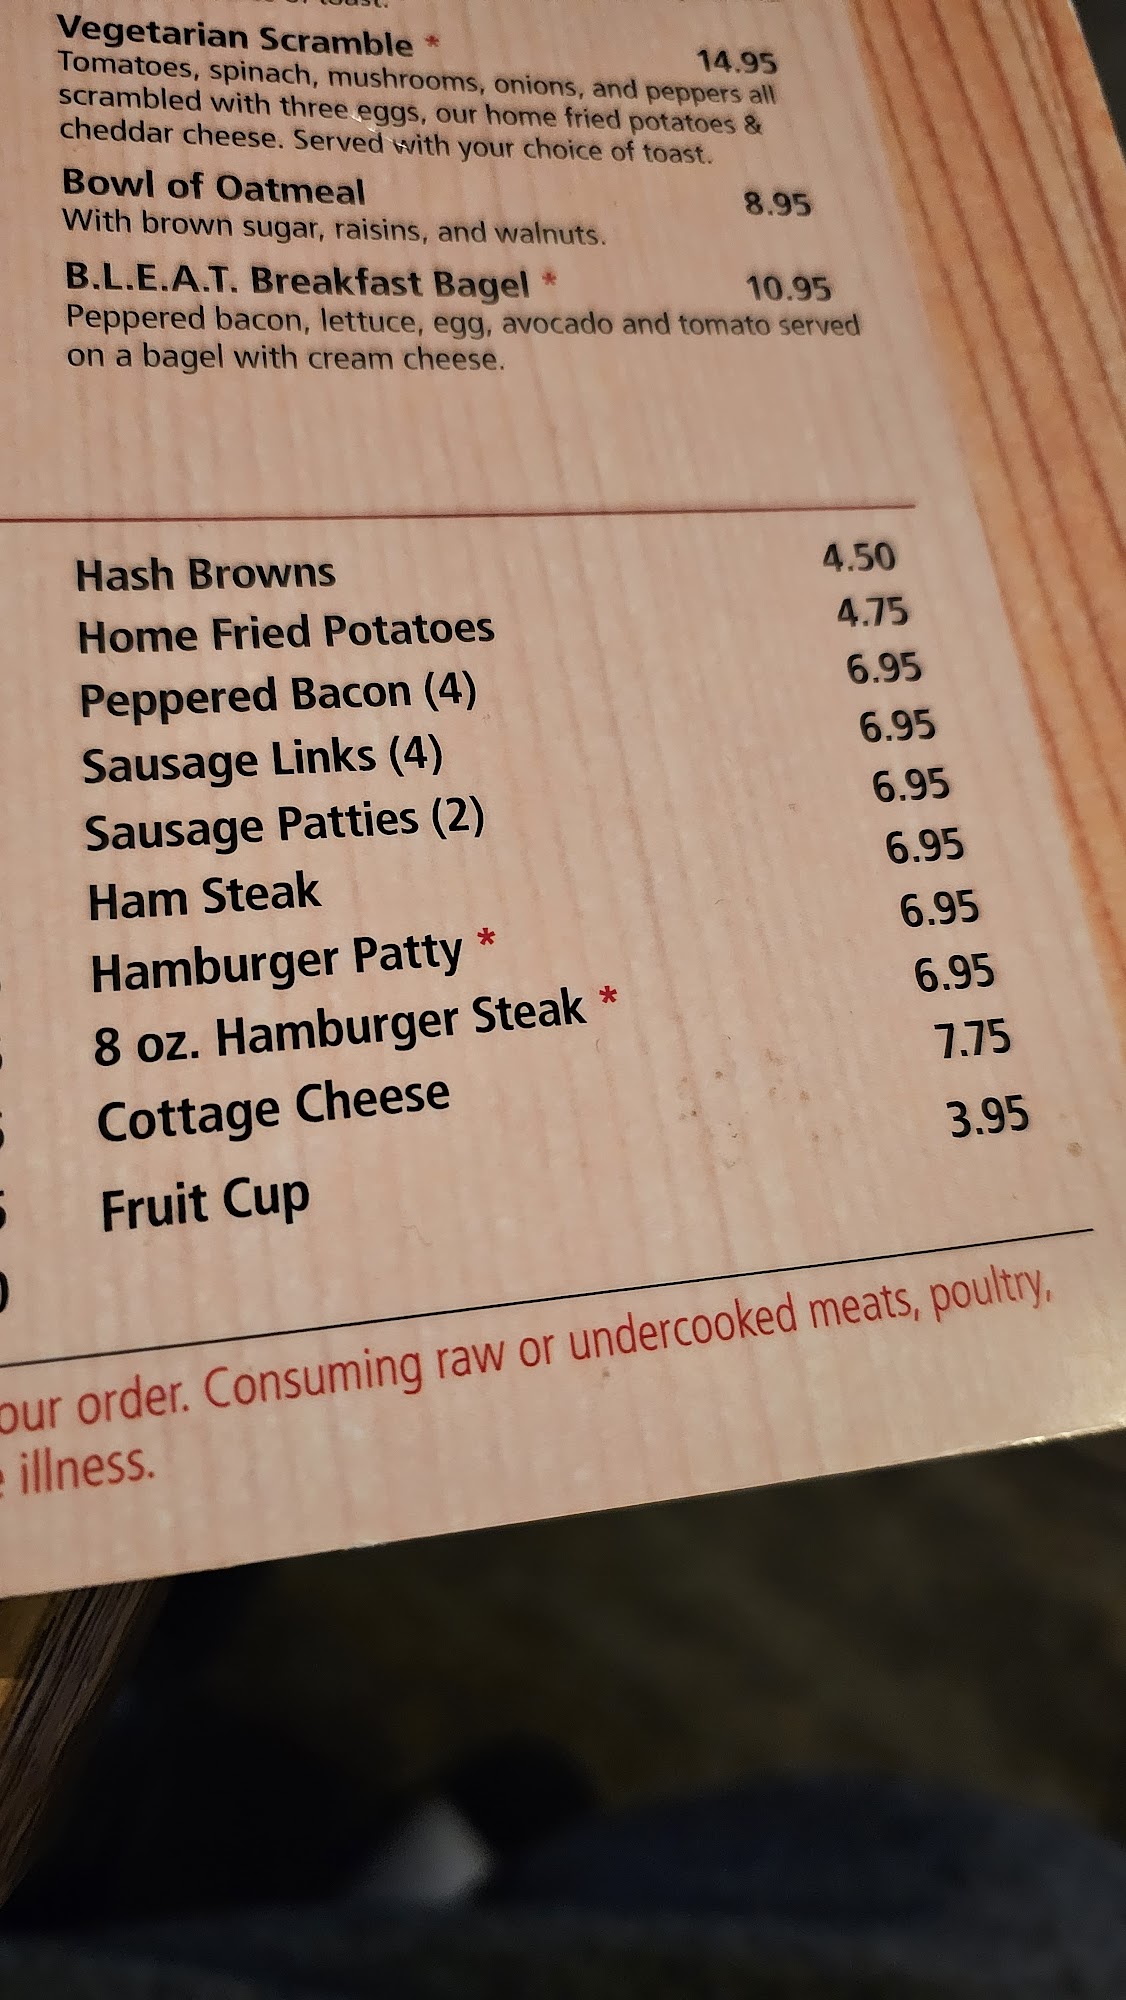 Vegetarian Scramble * 14.95
Tomatoes, spinach, mushrooms, onions, and peppers all
scrambled with three eggs, our home fried potatoes &
cheddar cheese. Served with your choice of toast.
Bowl of Oatmeal 8.95
With brown sugar, raisins, and walnuts.
B.L.E.A.T. Breakfast Bagel * 10.95
Peppered bacon, lettuce, egg, avocado and tomato served
on a bagel with cream cheese.
Hash Browns 4.50
Home Fried Potatoes 4.75
Peppered Bacon (4) 6.95
Sausage Links (4) 6.95
Sausage Patties (2) 6.95
Ham Steak 6.95
Hamburger Patty * 6.95
8 oz. Hamburger Steak * 6.95
Cottage Cheese 7.75
Fruit Cup 3.95
our order. Consuming raw or undercooked meats, poultry,
illness.